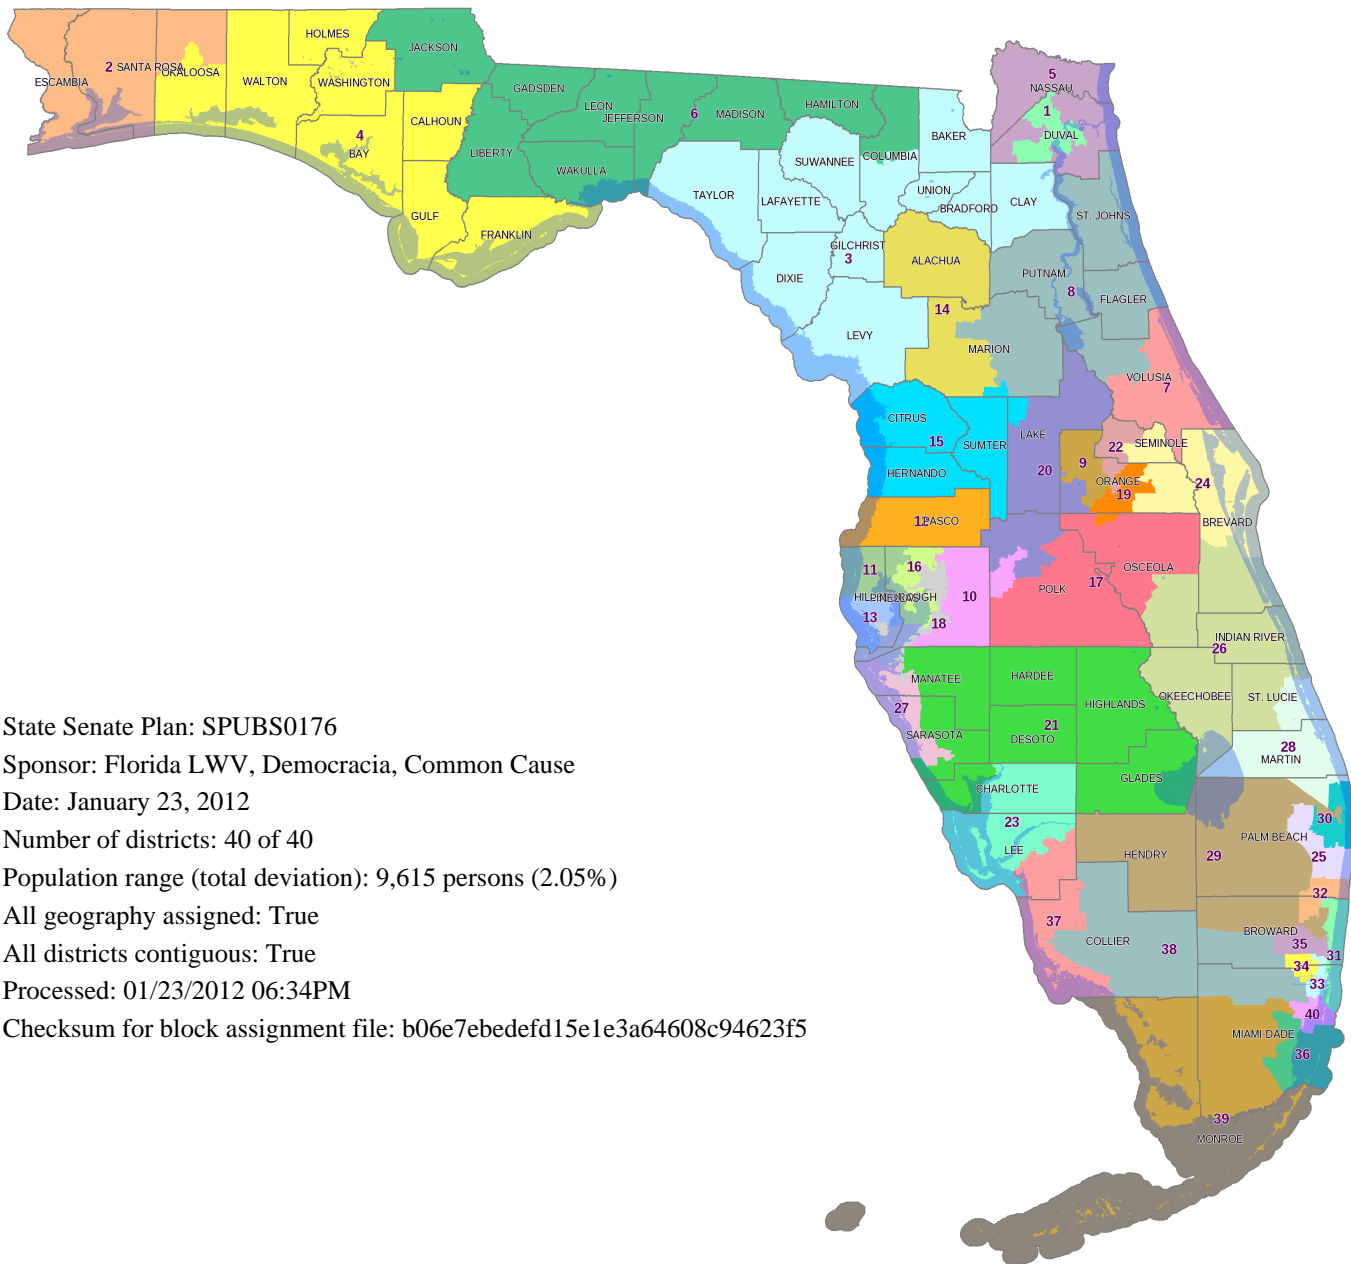 HOLMES
JACKSON
5
NASSAU
2 SANTA ROSA
ESCAMBIA
OKALOOSA
WALTON
WASHINGTON
GADSDEN
LEON
JEFFERSON
6
MADISON
HAMILTON
1
DUVAL
CALHOUN
4
BAY
LIBERTY
WAKULLA
BAKER
SUWANNEE
COLUMBIA
TAYLOR
LAFAYETTE
UNION
BRADFORD
CLAY
ST. JOHNS
GULF
FRANKLIN
GILCHRIST
3
ALACHUA
DIXIE
PUTNAM
8
FLAGLER
14
LEVY
MARION
VOLUSIA
7
CITRUS
15
SUMTER
LAKE
22
SEMINOLE
HERNANDO
20
9
ORANGE
19
24
BREVARD
12
PASCO
11
16
OSCEOLA
17
POLK
HILLSBOROUGH
PINELLAS
10
13
18
INDIAN RIVER
26
MANATEE
HARDEE
HIGHLANDS
OKEECHOBEE
ST. LUCIE
27
SARASOTA
21
DESOTO
28
MARTIN
GLADES
CHARLOTTE
23
LEE
HENDRY
29
PALM BEACH
30
25
32
37
COLLIER
38
BROWARD
35
31
34
33
40
MIAMI-DADE
36
39
MONROE
State Senate Plan: SPUBS0176
Sponsor: Florida LWV, Democracia, Common Cause
Date: January 23, 2012
Number of districts: 40 of 40
Population range (total deviation): 9,615 persons (2.05%)
All geography assigned: True
All districts contiguous: True
Processed: 01/23/2012 06:34PM
Checksum for block assignment file: b06e7ebedefd15e1e3a64608c94623f5